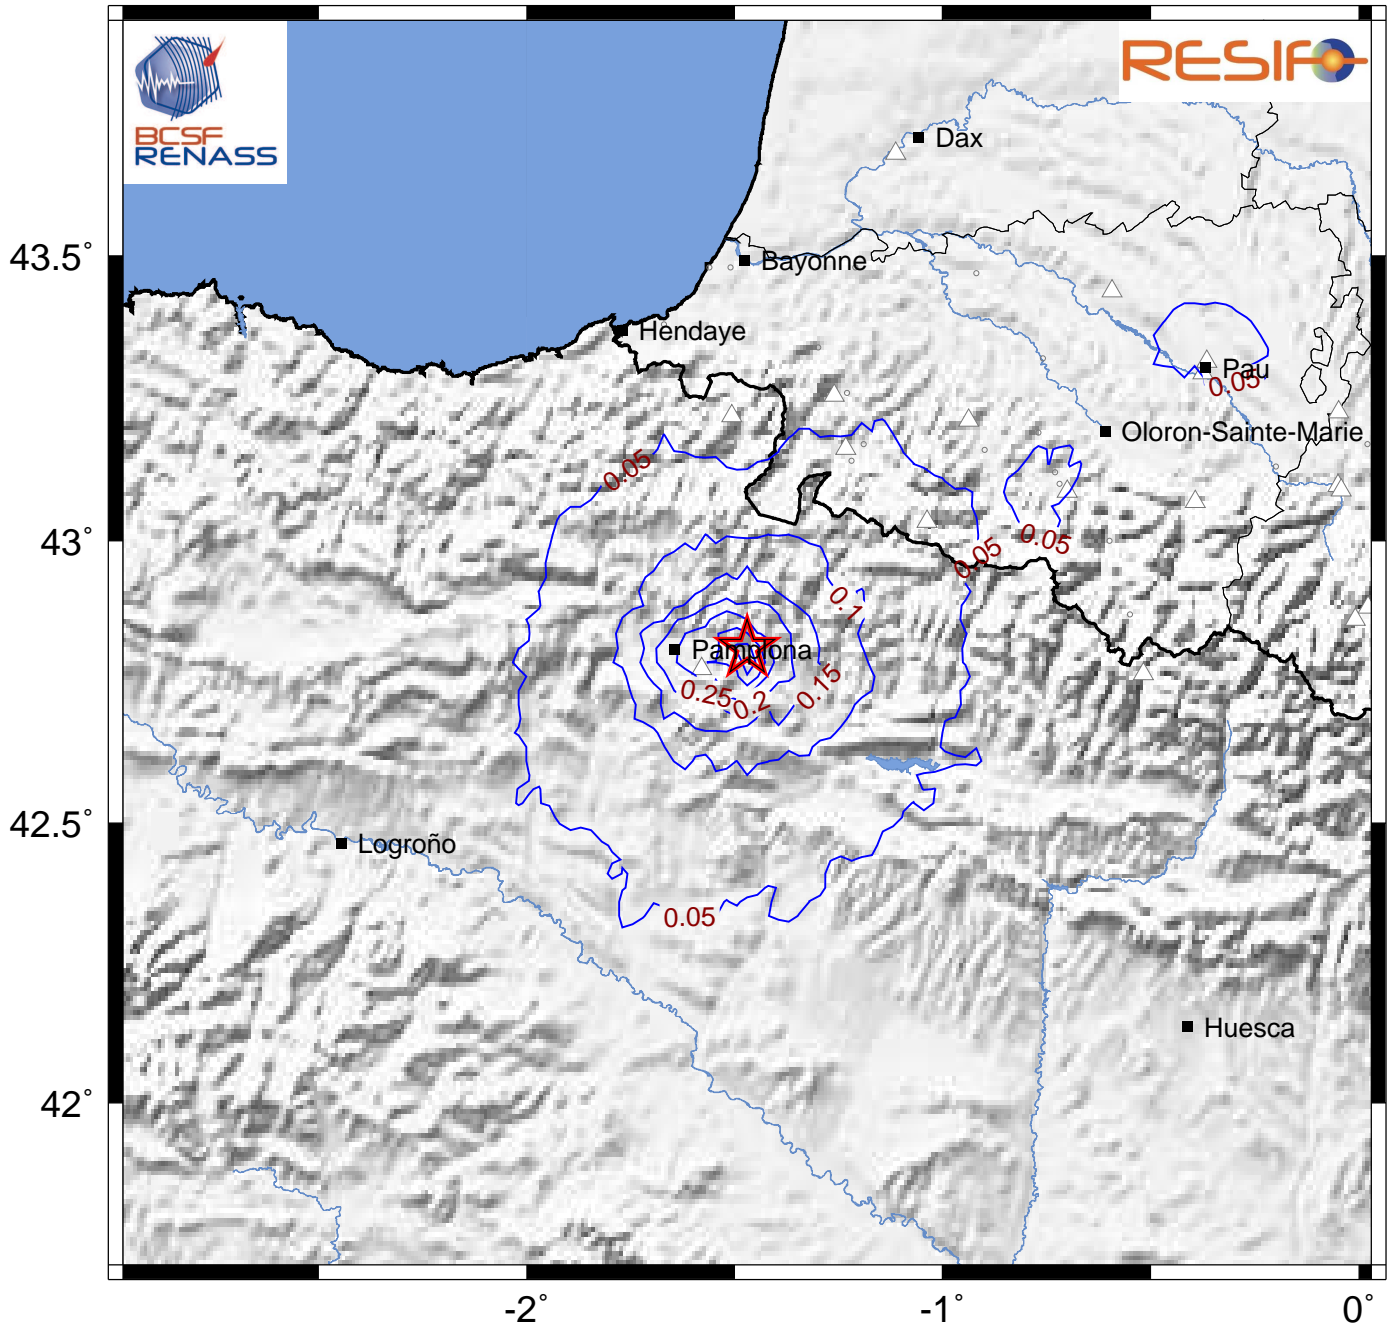 BCSF
RENASS
RESIF
Dax
43.5°
Bayonne
Hendaye
Pau
0.05
Oloron-Sainte-Marie
0.05
43°
0.05
0.05
0.1
Pamplona
0.25
0.2
0.15
42.5°
Logroño
0.05
Huesca
42°
-2°
-1°
0°